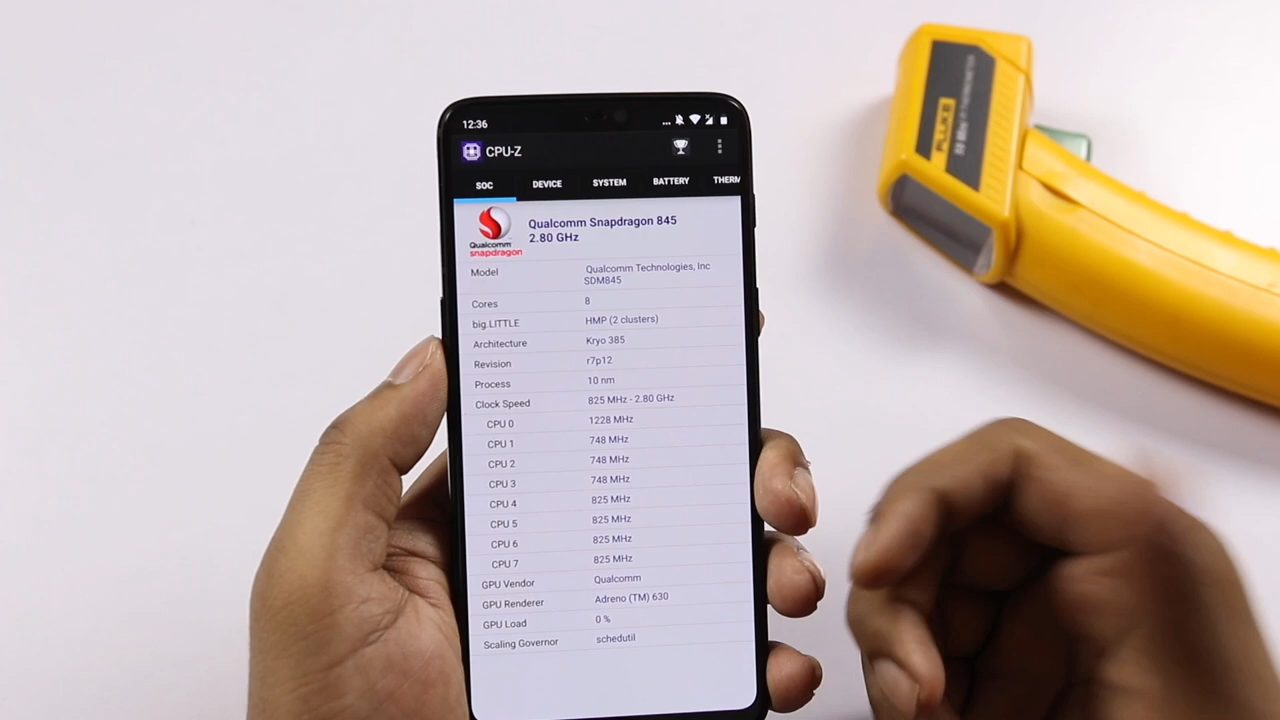 12:36
CPU-Z
SOC DEVICE SYSTEM BATTERY THERM
Qualcomm snapdragon
Qualcomm Snapdragon 845
2.80 GHz
Model Qualcomm Technologies, Inc
SDM845
Cores 8
big.LITTLE HMP (2 clusters)
Architecture Kryo 385
Revision r7p12
Process 10 nm
Clock Speed 825 MHz - 2.80 GHz
CPU 0 1228 MHz
CPU 1 748 MHz
CPU 2 748 MHz
CPU 3 748 MHz
CPU 4 825 MHz
CPU 5 825 MHz
CPU 6 825 MHz
CPU 7 825 MHz
GPU Vendor Qualcomm
GPU Renderer Adreno (TM) 630
GPU Load 0 %
Scaling Governor schedutil
FLUKE